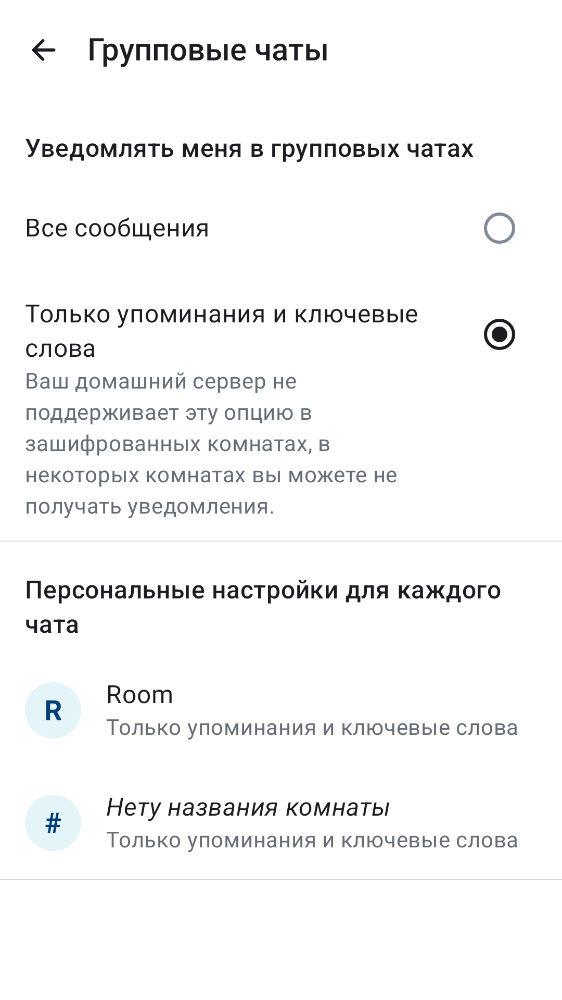 Групповые чаты
Уведомлять меня в групповых чатах
Все сообщения
Только упоминания и ключевые
слова
Ваш домашний сервер не
поддерживает эту опцию в
зашифрованных комнатах, в
некоторых комнатах вы можете не
получать уведомления.
Персональные настройки для каждого
чата
R
Room
Только упоминания и ключевые слова
#
Нету названия комнаты
Только упоминания и ключевые слова